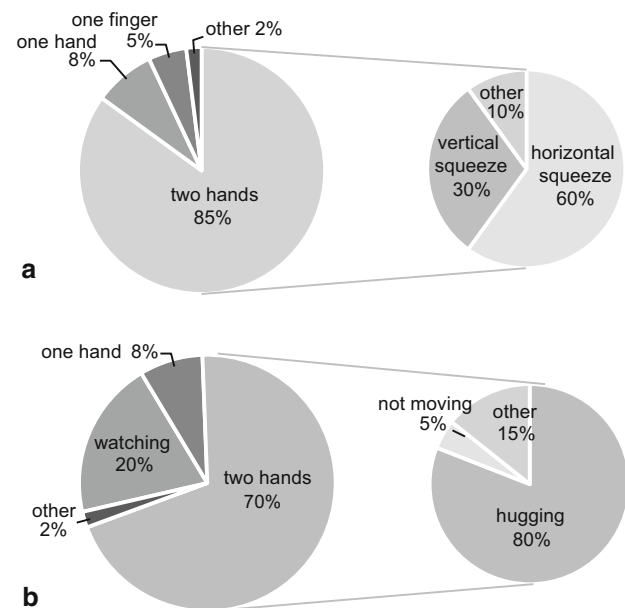 one finger
5%
other 2%
one hand
8%
two hands
85%
other
10%
vertical
squeeze
30%
horizontal
squeeze
60%
a
one hand 8%
watching
20%
other
2%
two hands
70%
not moving
5%
other
15%
hugging
80%
b